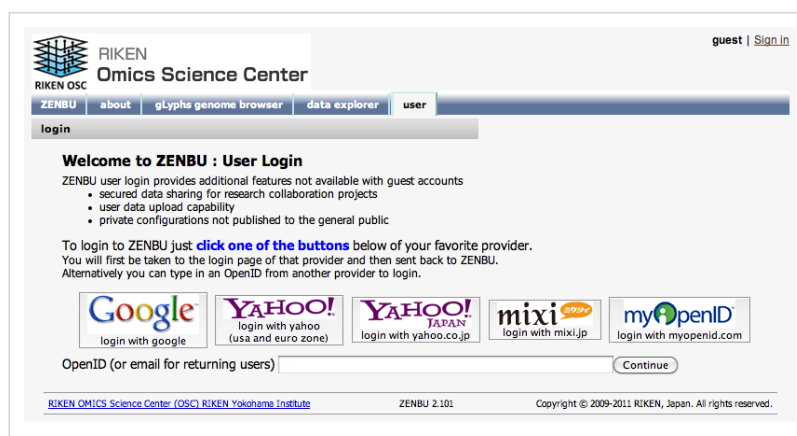 guest | Sign in
RIKEN
Omics Science Center
RIKEN OSC
ZENBU about gLyphs genome browser data explorer user
login
Welcome to ZENBU : User Login
ZENBU user login provides additional features not available with guest accounts
• secured data sharing for research collaboration projects
• user data upload capability
• private configurations not published to the general public
To login to ZENBU just click one of the buttons below of your favorite provider.
You will first be taken to the login page of that provider and then sent back to ZENBU.
Alternatively you can type in an OpenID from another provider to login.
Google
login with google
YAHOO!
login with yahoo
(usa and euro zone)
YAHOO!
JAPAN
login with yahoo.co.jp
mixi ミクシィ
login with mixi.jp
myOpenID
login with myopenid.com
OpenID (or email for returning users) Continue
RIKEN OMICS Science Center (OSC) RIKEN Yokohama Institute ZENBU 2.101 Copyright © 2009-2011 RIKEN, Japan. All rights reserved.